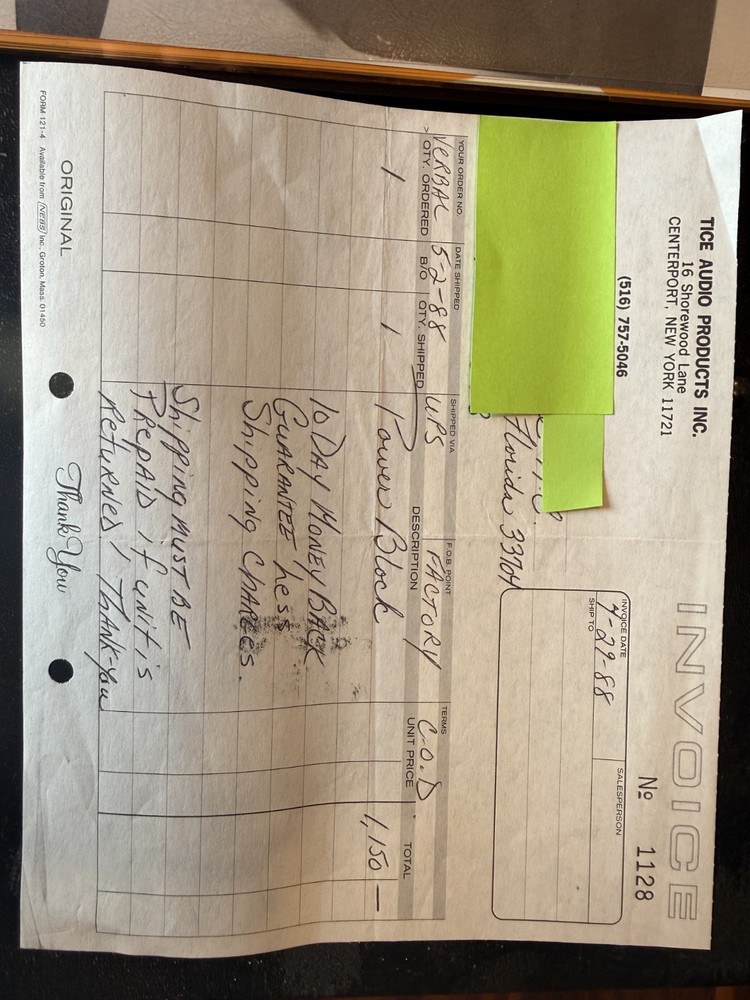 TICE AUDIO PRODUCTS INC.
16 Shorewood Lane
CENTERPORT, NEW YORK 11721
(516) 757-5046
INVOICE
No 1128
INVOICE DATE
4-29-88
SALESPERSON
SHIP TO
Florida 33704
YOUR ORDER NO. DATE SHIPPED SHIPPED VIA F.O.B. POINT TERMS
VERBAL 5-2-88 UPS FACTORY C.O.D.
QTY. ORDERED B/O QTY. SHIPPED DESCRIPTION UNIT PRICE TOTAL
1 1 Power Block 1,150 —
10 DAY MONEY BACK
GUARANTEE Less
Shipping Charges.
Shipping MUST BE
PREPAID if unit is
Returned! THANK-you
FORM 121-4 Available from NEBS Inc., Groton, Mass. 01450
ORIGINAL
Thank You